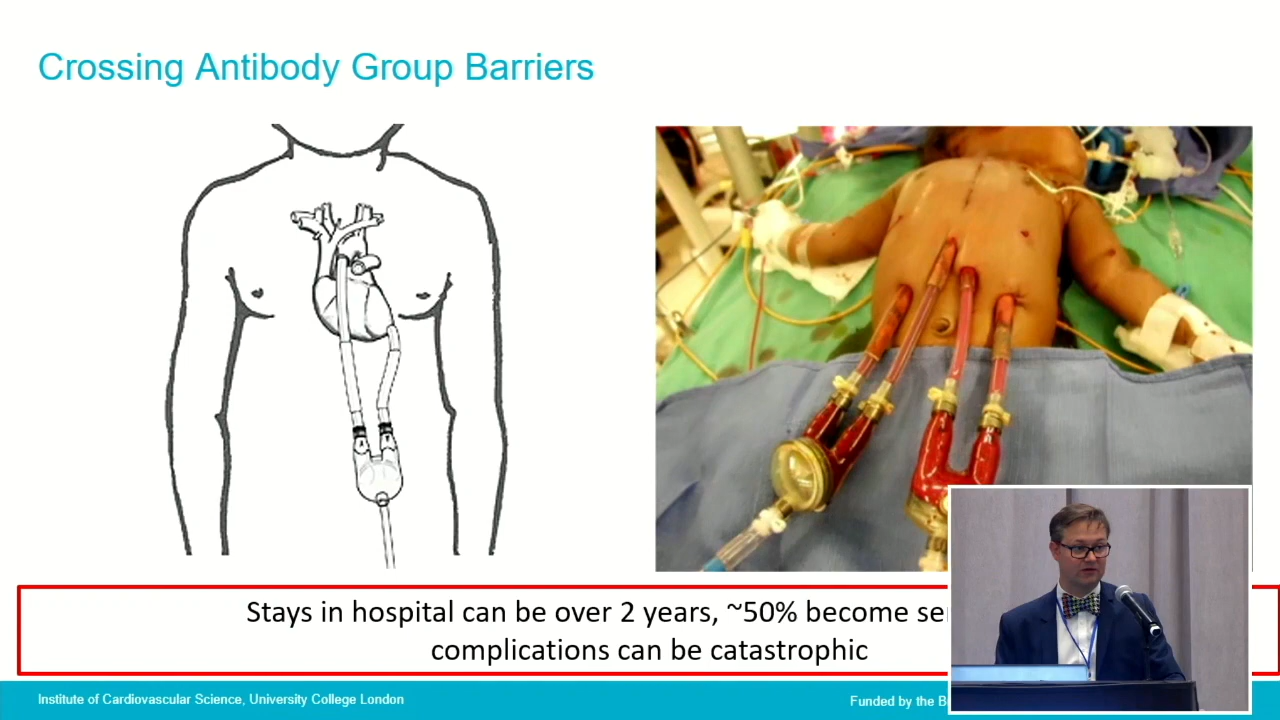 Crossing Antibody Group Barriers
Stays in hospital can be over 2 years, ~50% become
complications can be catastrophic
Institute of Cardiovascular Science, University College London
Funded by the